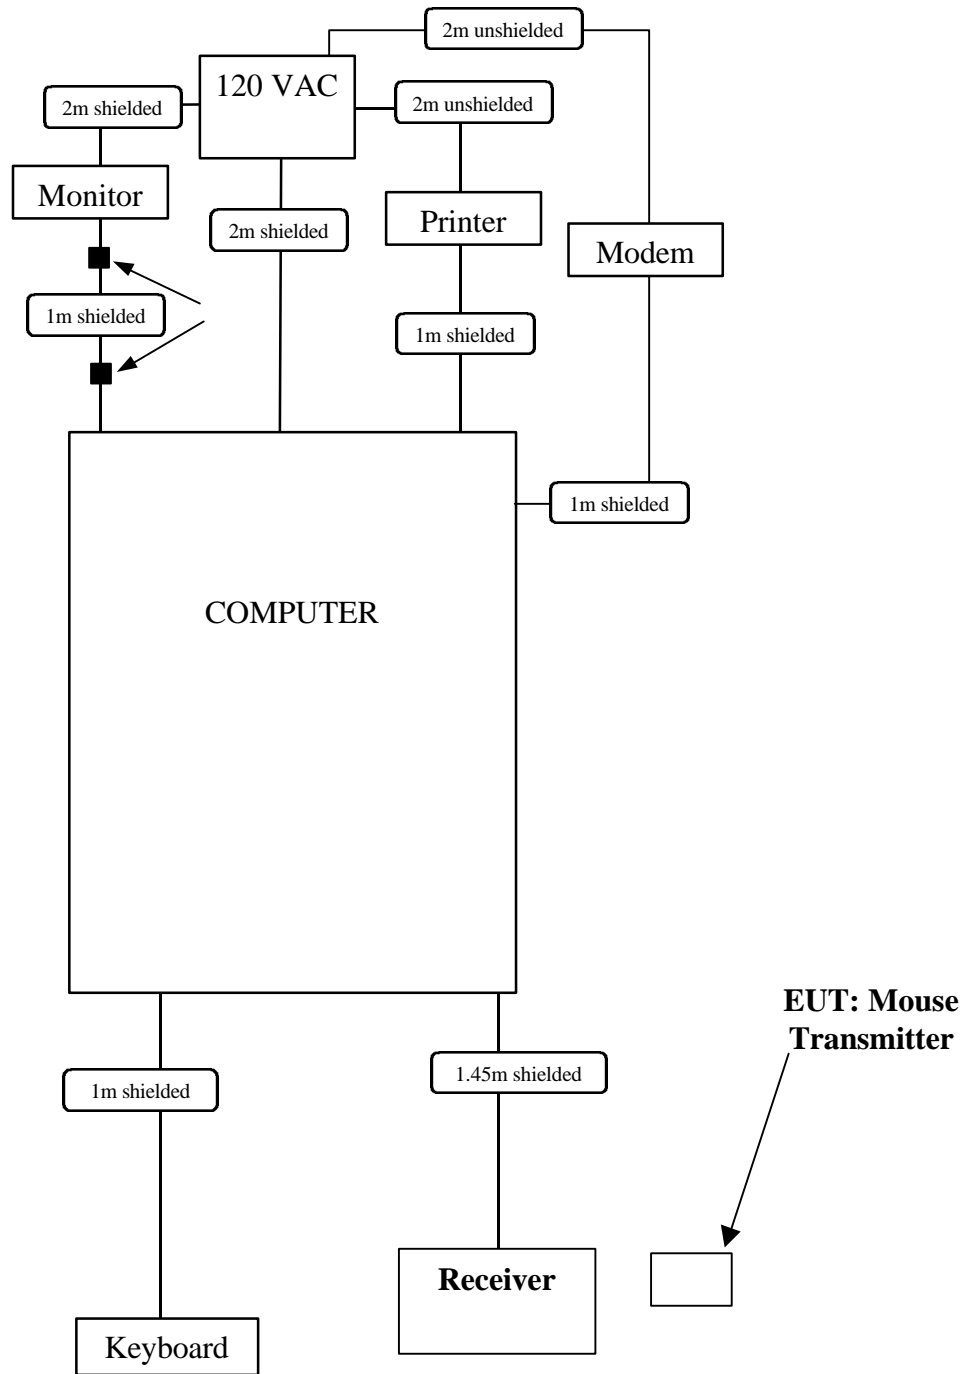 2m unshielded
120 VAC
2m shielded
2m unshielded
Monitor
2m shielded
Printer
Modem
1m shielded
1m shielded
1m shielded
COMPUTER
EUT: Mouse
Transmitter
1m shielded
1.45m shielded
Receiver
Keyboard